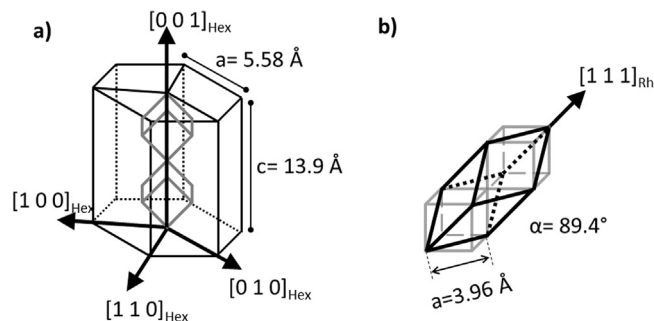 a)
[0 0 1]Hex
a= 5.58 Å
c= 13.9 Å
[1 0 0]Hex
[0 1 0]Hex
[1 1 0]Hex
b)
[1 1 1]Rh
α= 89.4°
a=3.96 Å